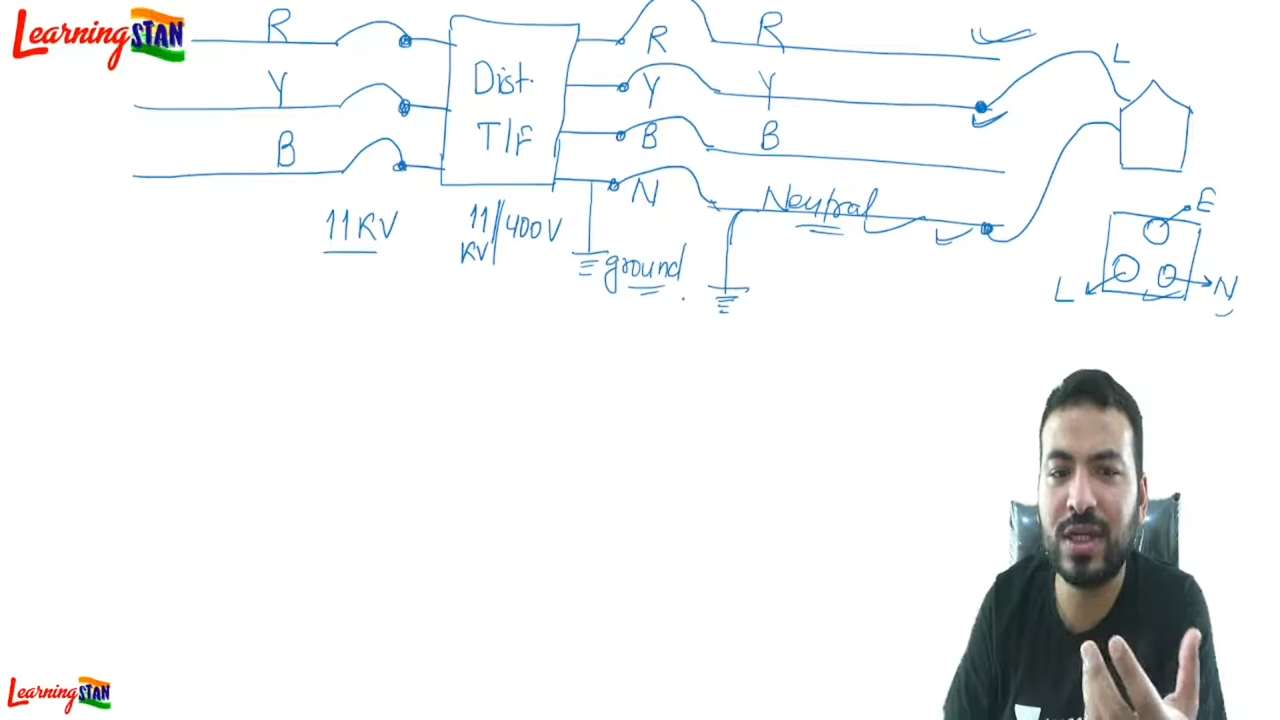 LearningSTAN
R
Y
B
Dist.
T/F
R
Y
B
N
R
Y
B
Neutral
L
11KV
11
KV
400V
ground
E
L
N
LearningSTAN